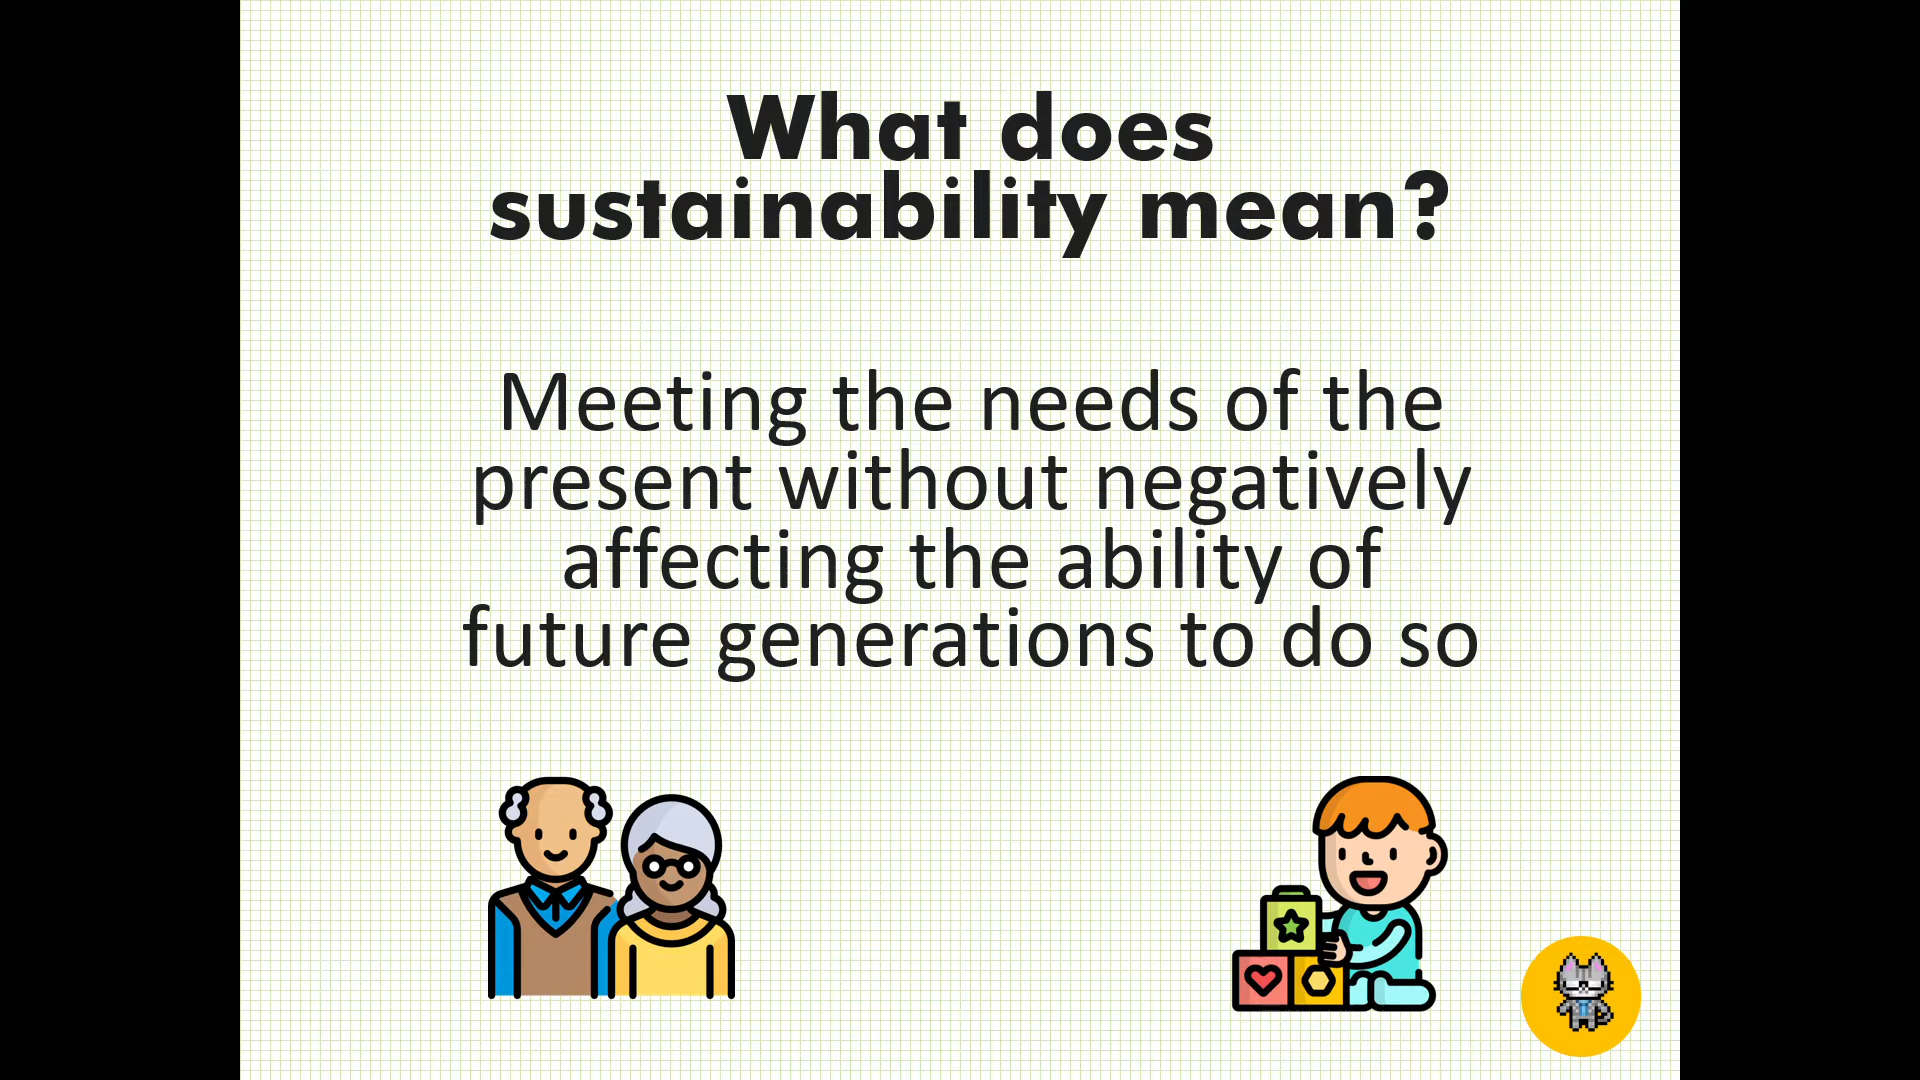 What does
sustainability mean?
Meeting the needs of the
present without negatively
affecting the ability of
future generations to do so